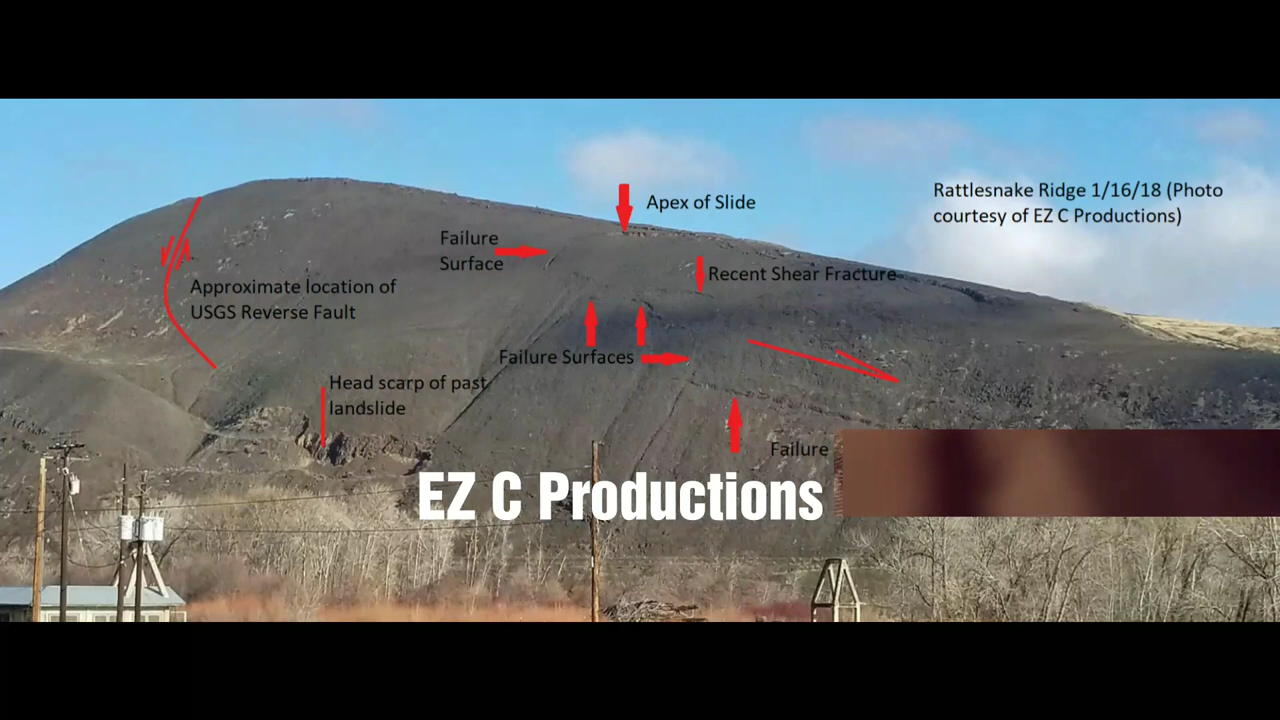 Rattlesnake Ridge 1/16/18 (Photo
courtesy of EZ C Productions)
Apex of Slide
Failure
Surface
Recent Shear Fracture
Approximate location of
USGS Reverse Fault
Failure Surfaces
Head scarp of past
landslide
Failure
EZ C Productions